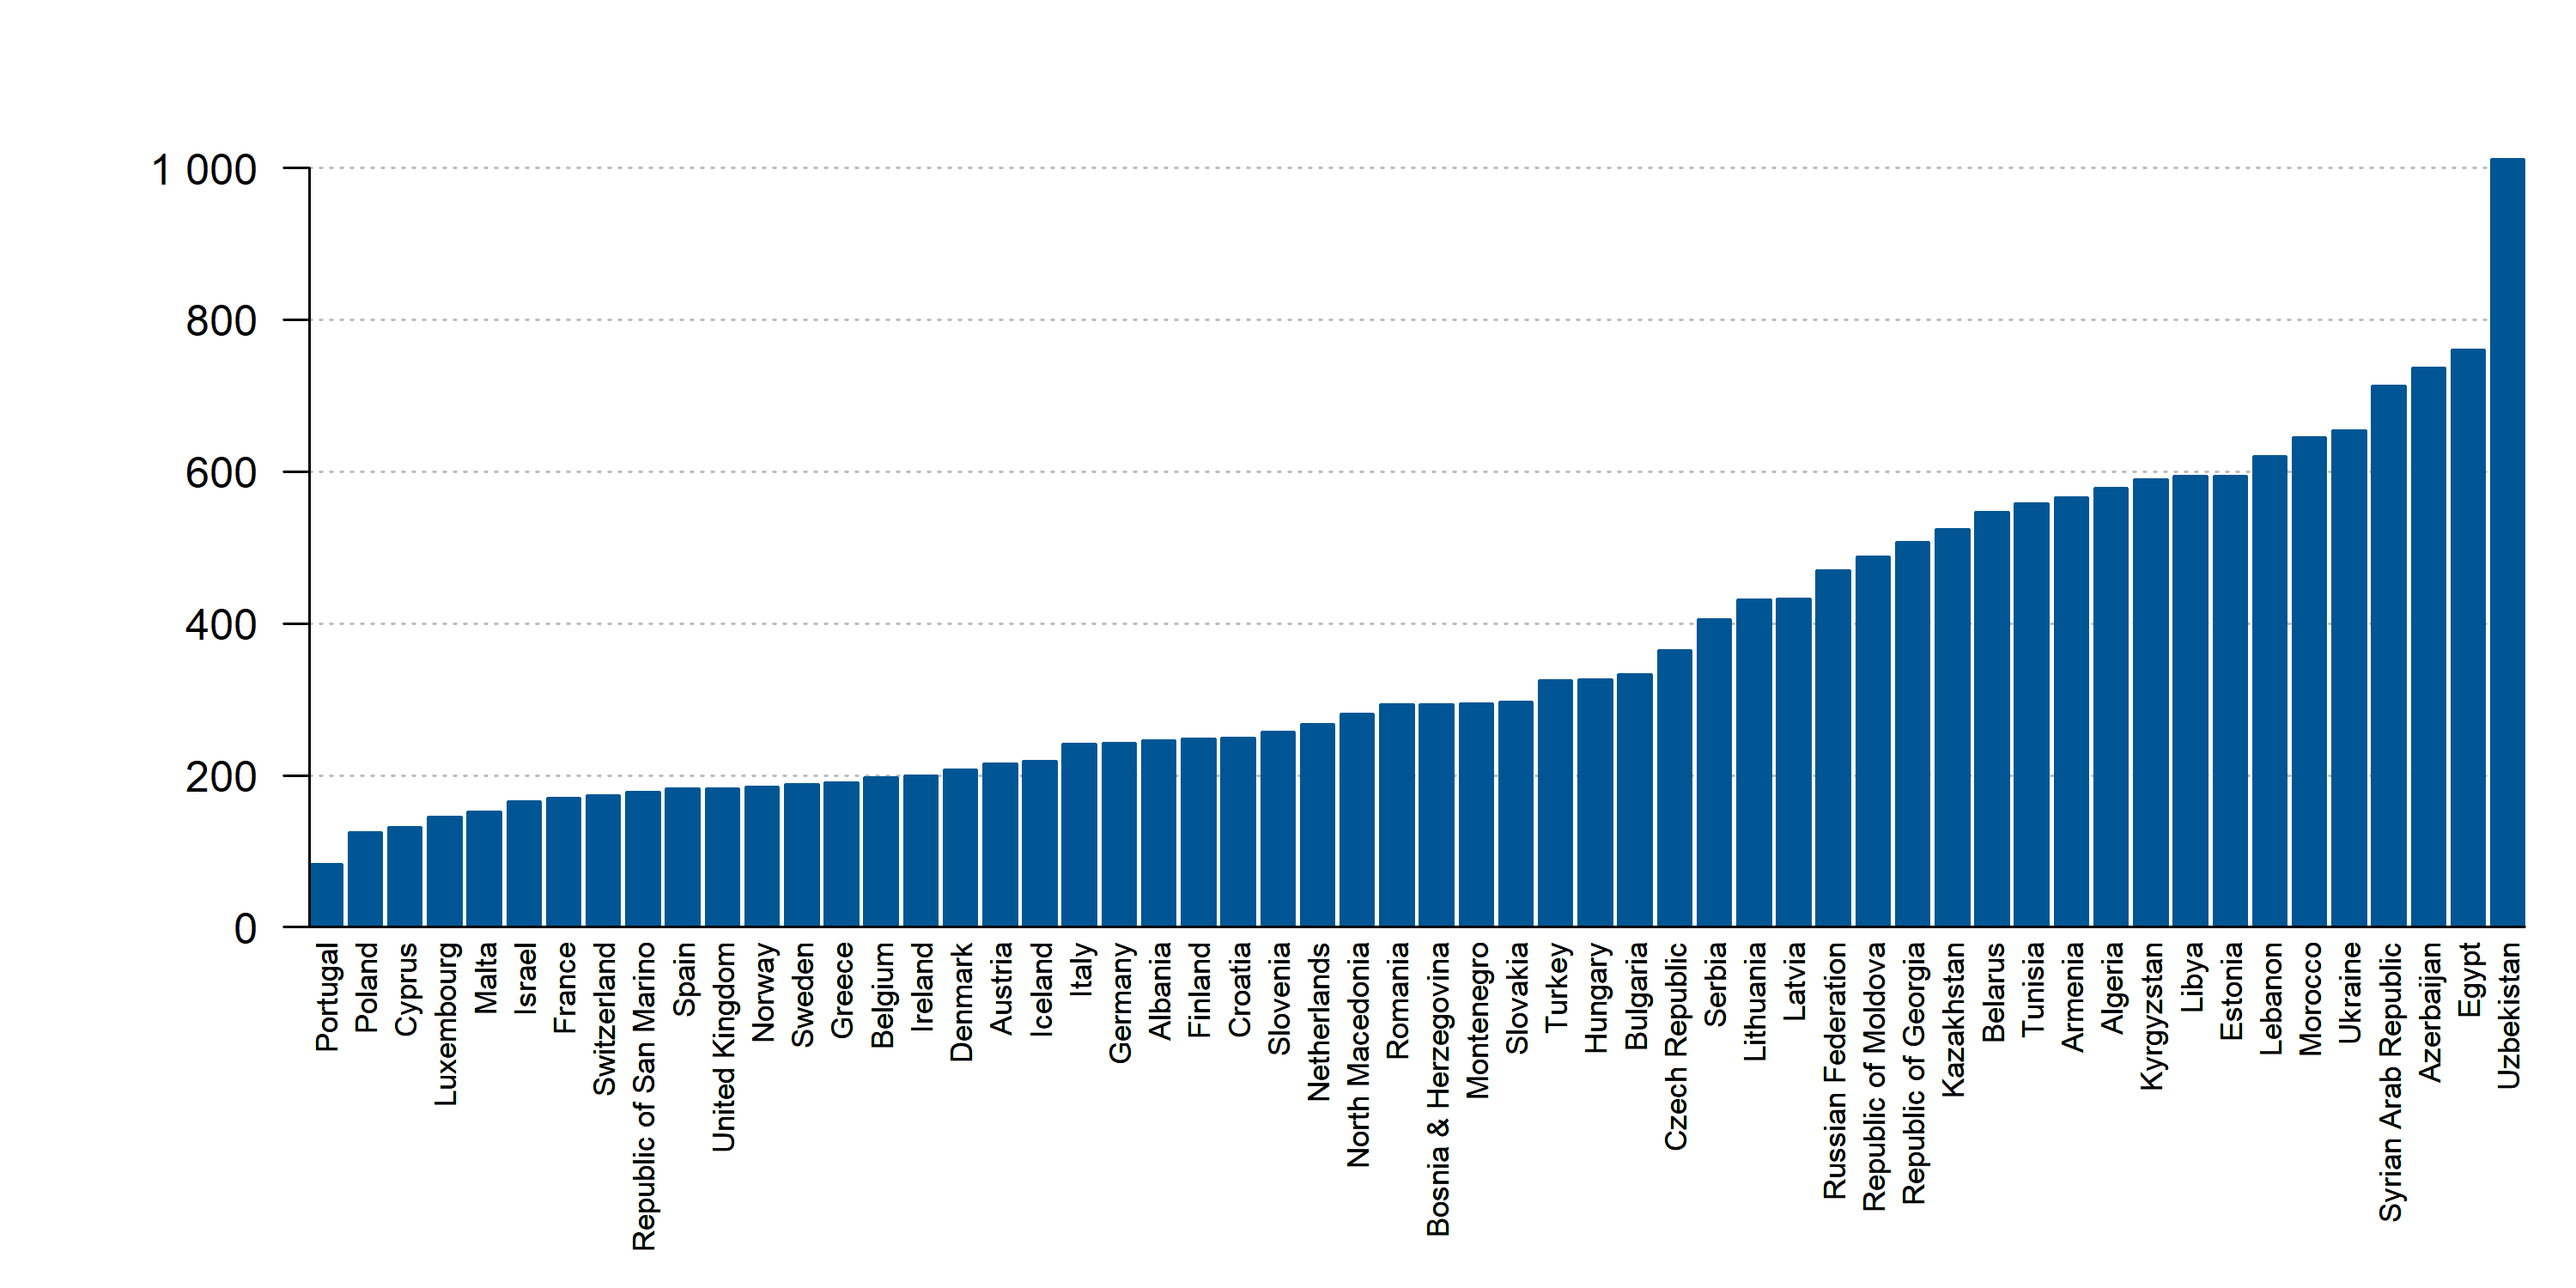 1 000
800
600
400
200
0
Portugal
Poland
Cyprus
Luxembourg
Malta
Israel
France
Switzerland
Republic of San Marino
Spain
United Kingdom
Norway
Sweden
Greece
Belgium
Ireland
Denmark
Austria
Iceland
Italy
Germany
Albania
Finland
Croatia
Slovenia
Netherlands
North Macedonia
Romania
Bosnia & Herzegovina
Montenegro
Slovakia
Turkey
Hungary
Bulgaria
Czech Republic
Serbia
Lithuania
Latvia
Russian Federation
Republic of Moldova
Republic of Georgia
Kazakhstan
Belarus
Tunisia
Armenia
Algeria
Kyrgyzstan
Libya
Estonia
Lebanon
Morocco
Ukraine
Syrian Arab Republic
Azerbaijan
Egypt
Uzbekistan